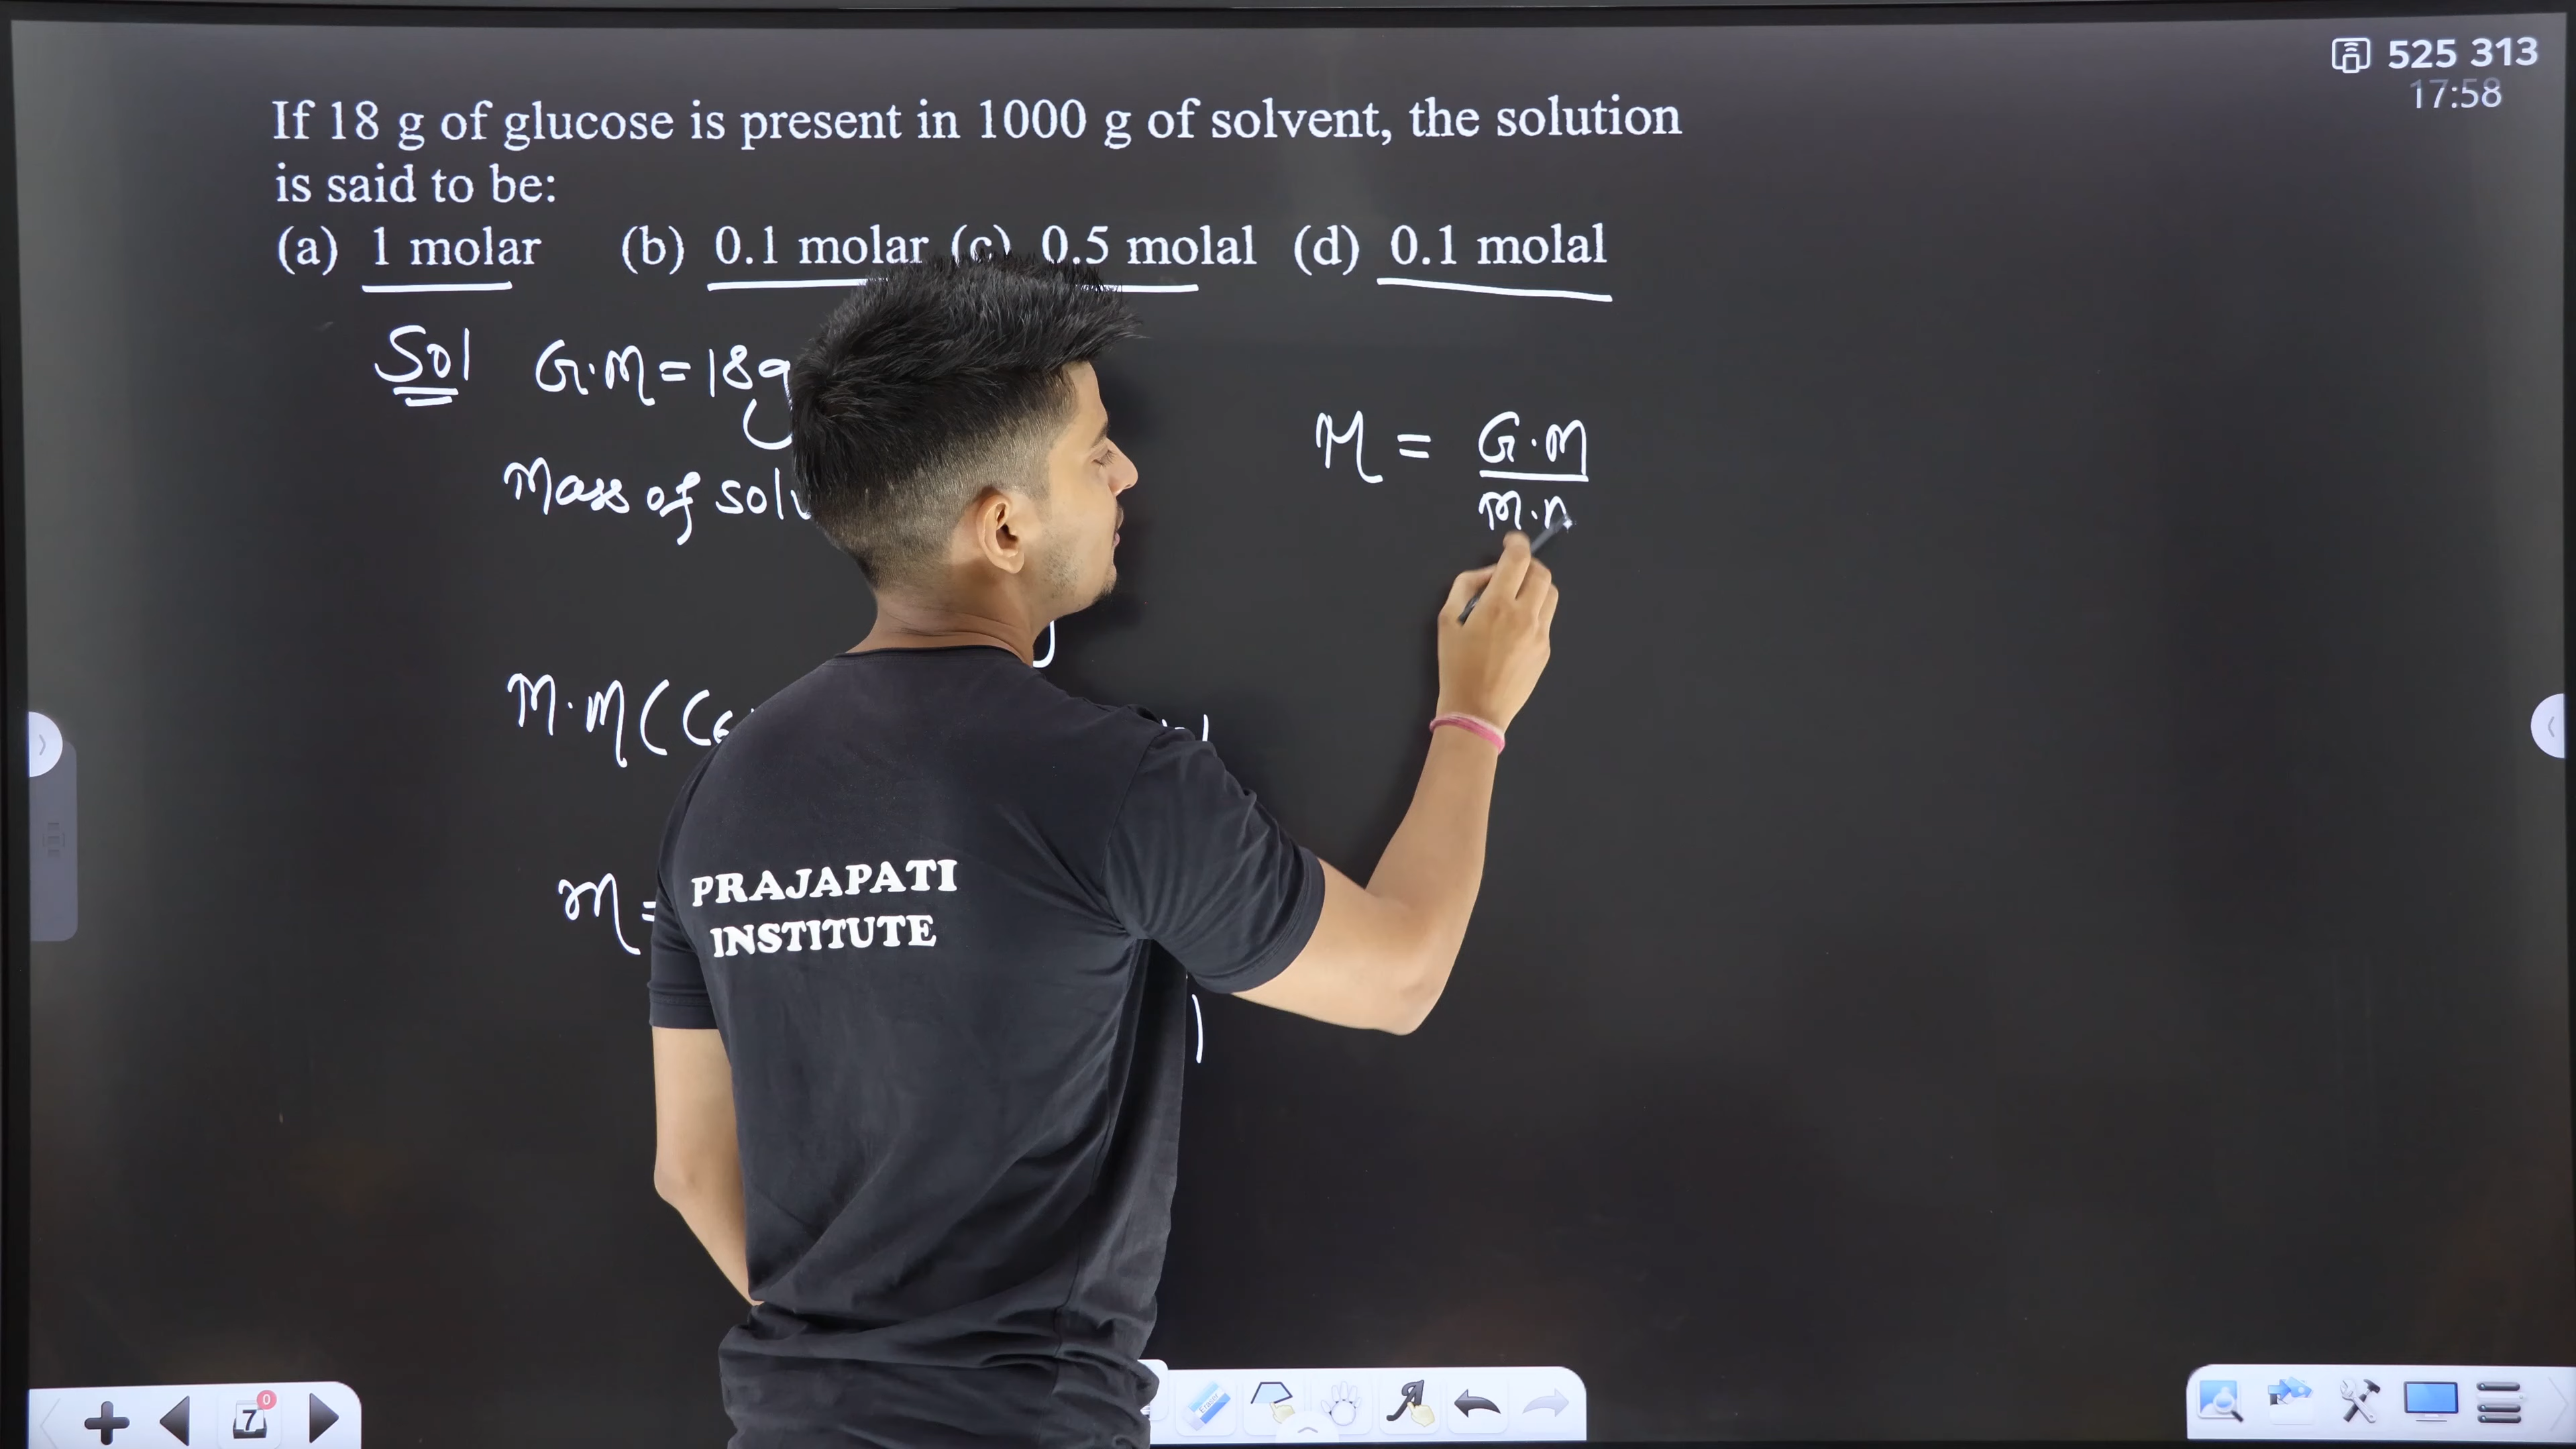 525 313
17:58
If 18 g of glucose is present in 1000 g of solvent, the solution
is said to be:
(a) 1 molar (b) 0.1 molar (c) 0.5 molal (d) 0.1 molal
Sol G.M = 18g
Mass of solv
M.M (C6
m =
M = G.M
M.
PRAJAPATI
INSTITUTE
7
0